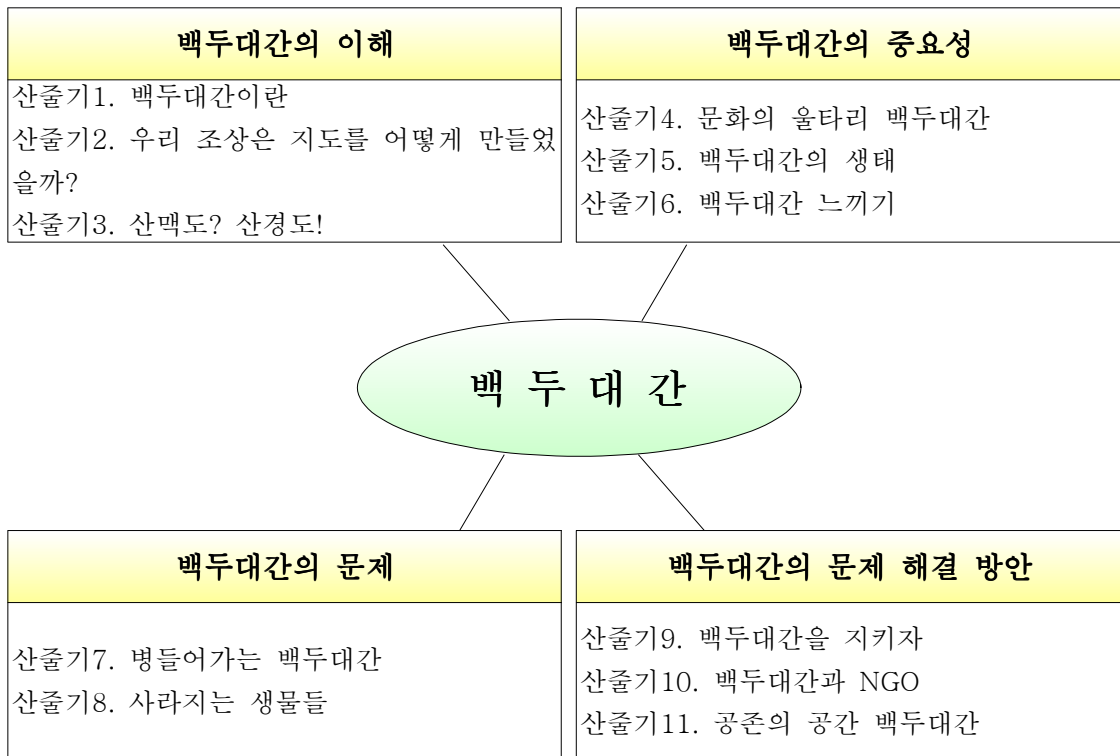 백두대간의 이해
산줄기1. 백두대간이란
산줄기2. 우리 조상은 지도를 어떻게 만들었
을까?
산줄기3. 산맥도? 산경도!
백두대간의 중요성
산줄기4. 문화의 울타리 백두대간
산줄기5. 백두대간의 생태
산줄기6. 백두대간 느끼기
백 두 대 간
백두대간의 문제
산줄기7. 병들어가는 백두대간
산줄기8. 사라지는 생물들
백두대간의 문제 해결 방안
산줄기9. 백두대간을 지키자
산줄기10. 백두대간과 NGO
산줄기11. 공존의 공간 백두대간